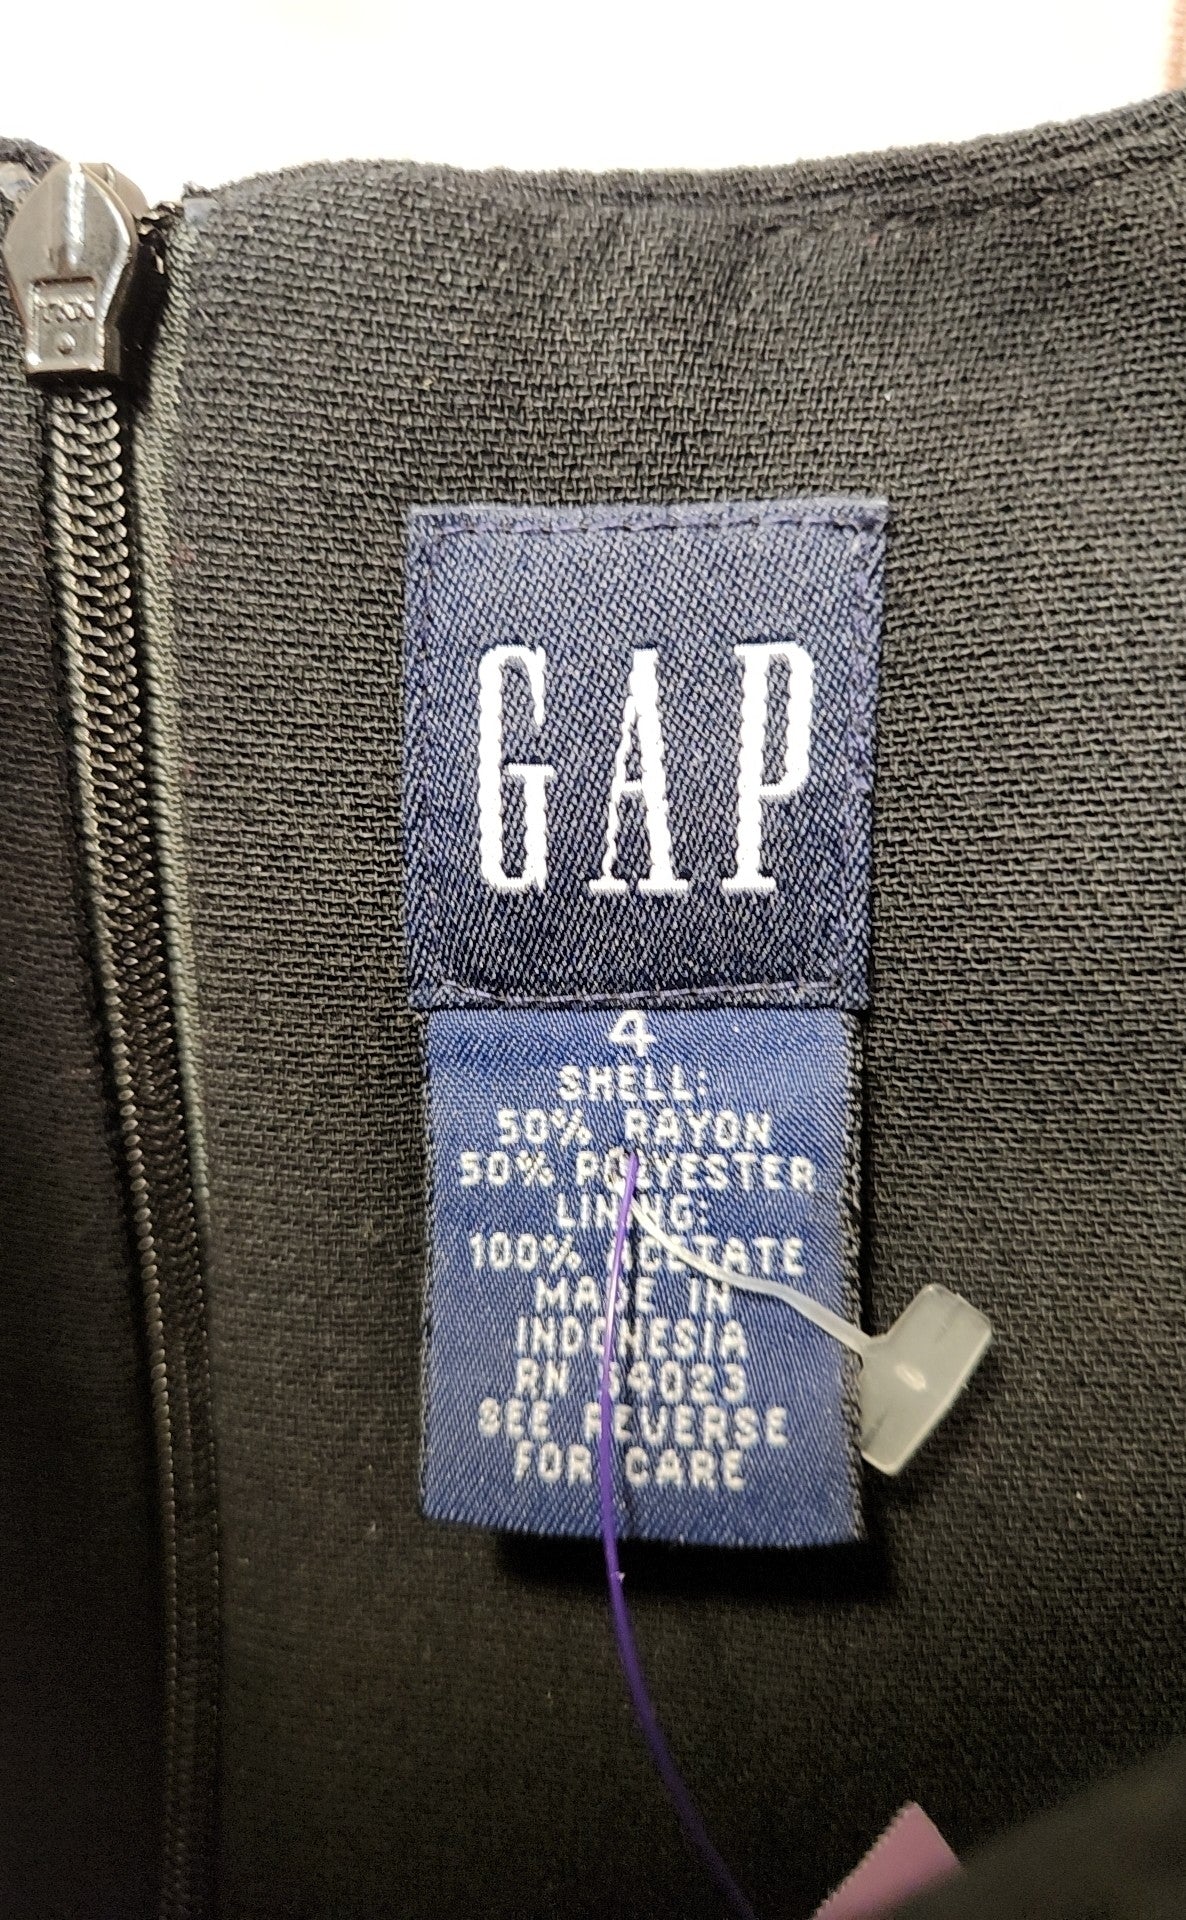 GAP
4
SHELL:
50% RAYON
50% POLYESTER
LINING:
100% ACETATE
MADE IN
INDONESIA
RN 54023
SEE REVERSE
FOR CARE